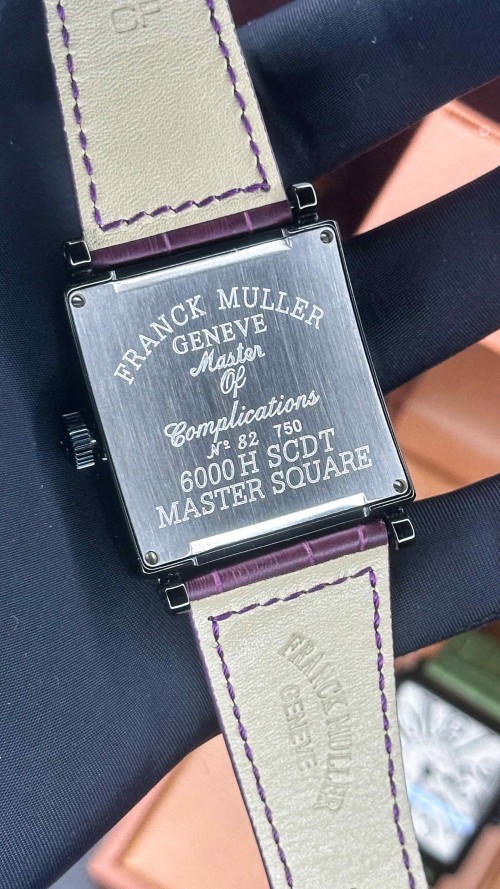 CF
FRANCK MULLER
GENEVE
Master
Of
Complications
Nº 82 750
6000 H SCDT
MASTER SQUARE
FRANCK MULLER
GENEVE